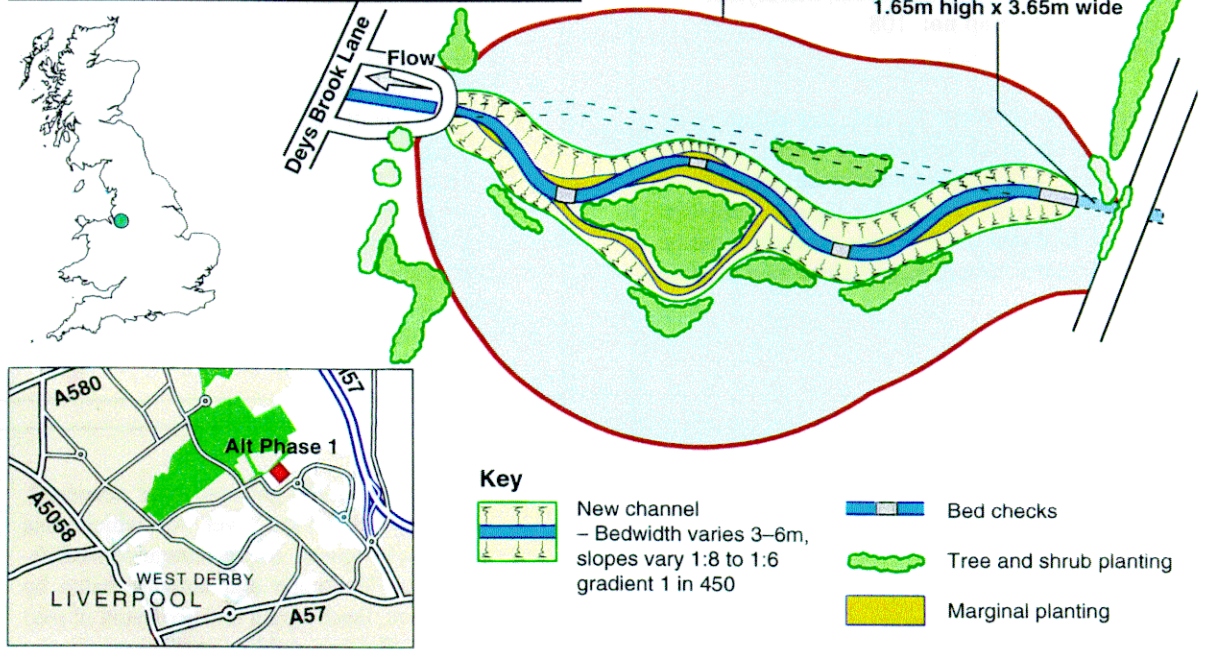 1.65m high x 3.65m wide
Deys Brook Lane
Flow
A580
M57
Alt Phase 1
A5058
WEST DERBY
LIVERPOOL
A57
Key
New channel
– Bedwidth varies 3–6m,
slopes vary 1:8 to 1:6
gradient 1 in 450
Bed checks
Tree and shrub planting
Marginal planting